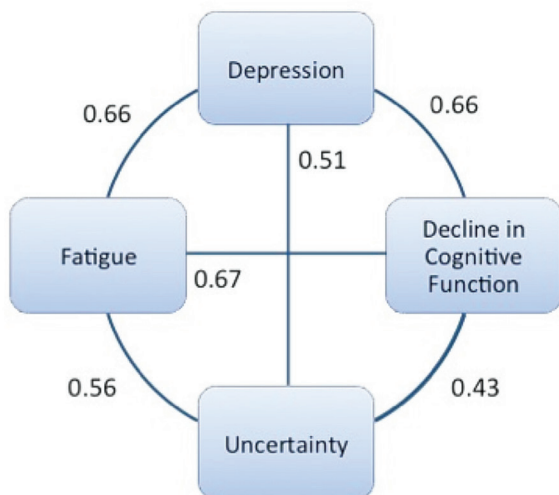 Depression
0.66
0.66
0.51
Fatigue
Decline in
Cognitive
Function
0.67
0.56
0.43
Uncertainty